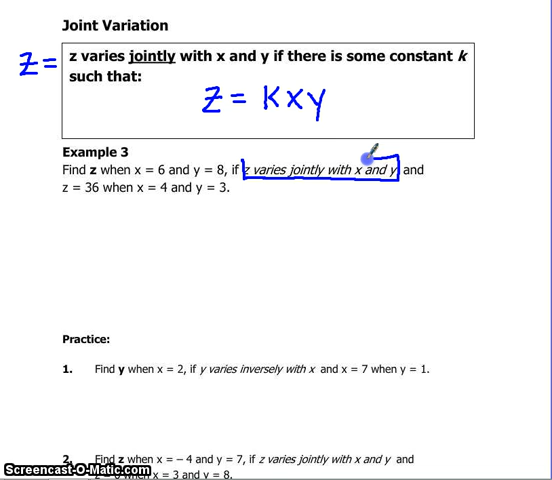 Joint Variation
z =
z varies jointly with x and y if there is some constant k
such that:
z = kxy
Example 3
Find z when x = 6 and y = 8, if z varies jointly with x and y and
z = 36 when x = 4 and y = 3.
Practice:
1. Find y when x = 2, if y varies inversely with x and x = 7 when y = 1.
2. Find z when x = – 4 and y = 7, if z varies jointly with x and y and
Screencast-O-Matic.com when x = 3 and y = 8.